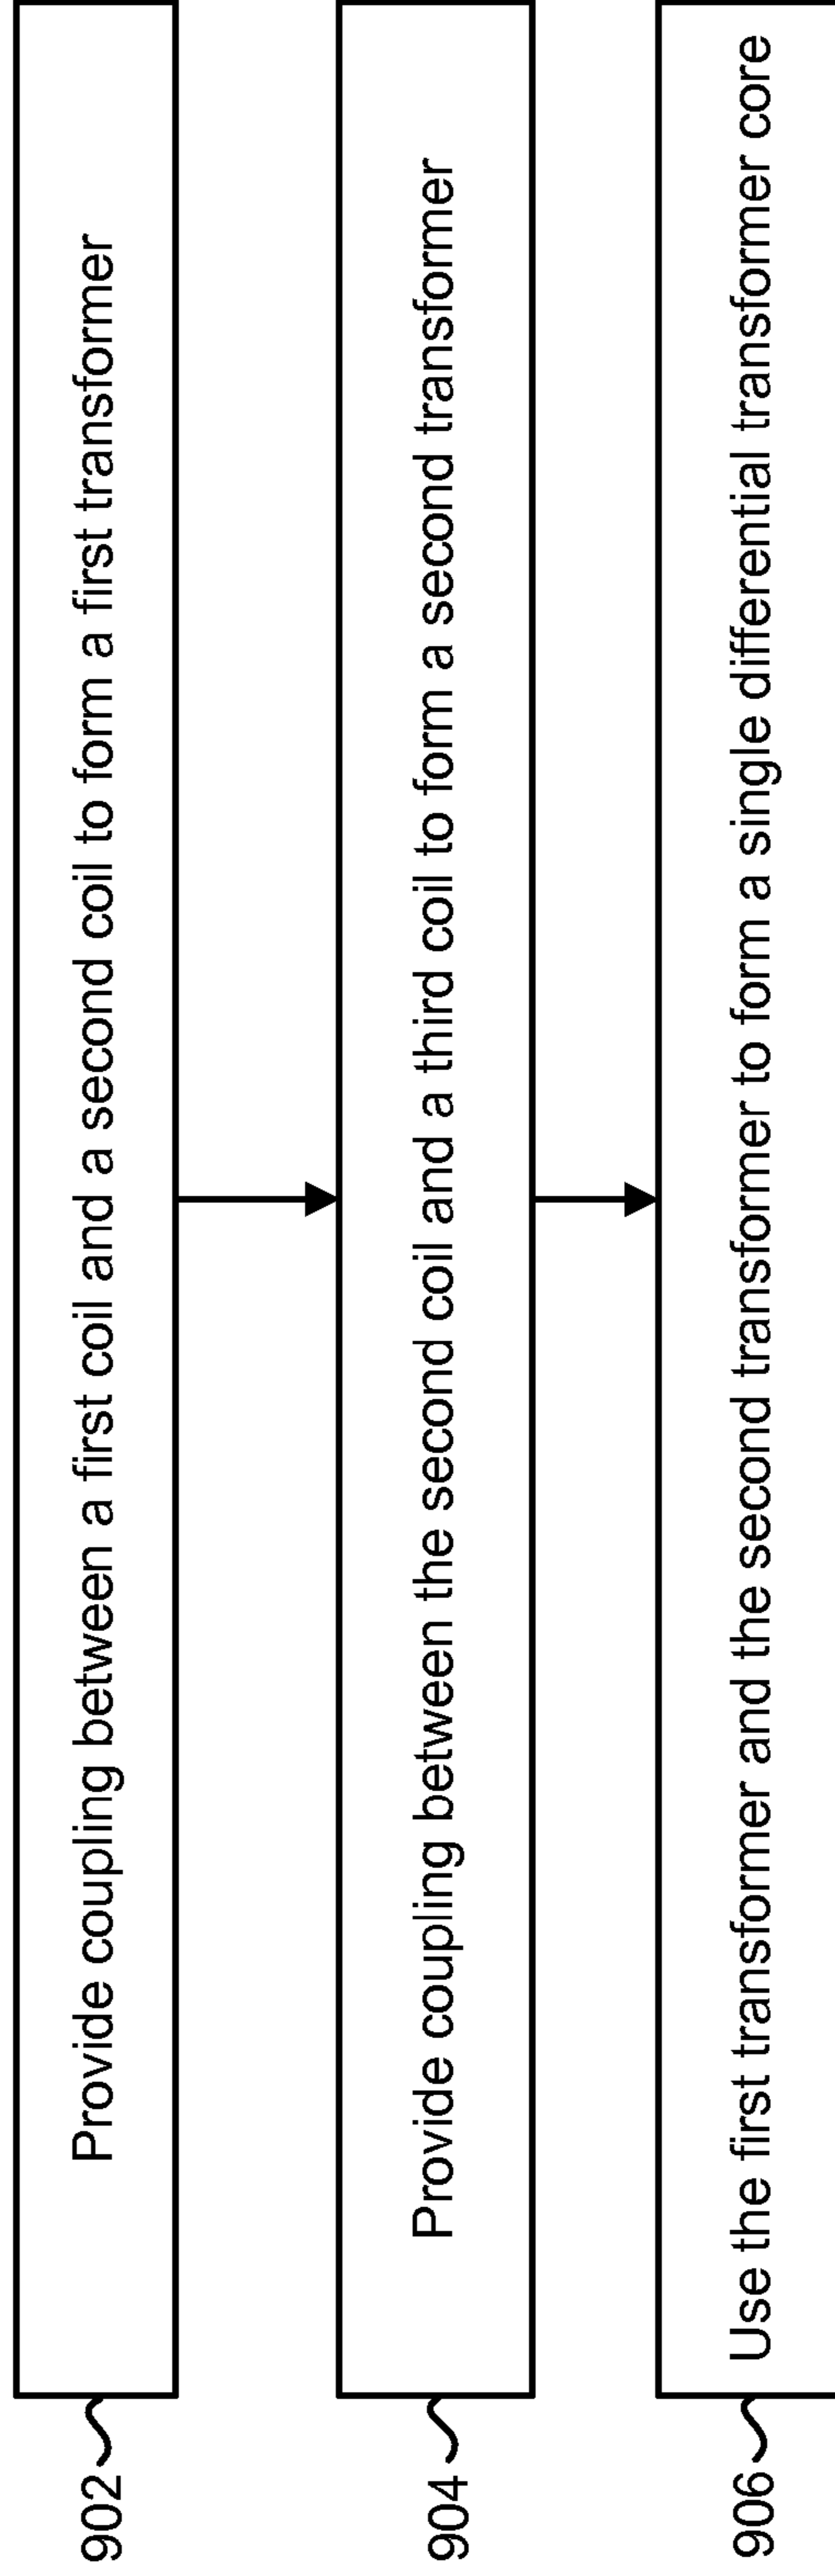 902
Provide coupling between a first coil and a second coil to form a first transformer
904
Provide coupling between the second coil and a third coil to form a second transformer
906
Use the first transformer and the second transformer to form a single differential transformer core